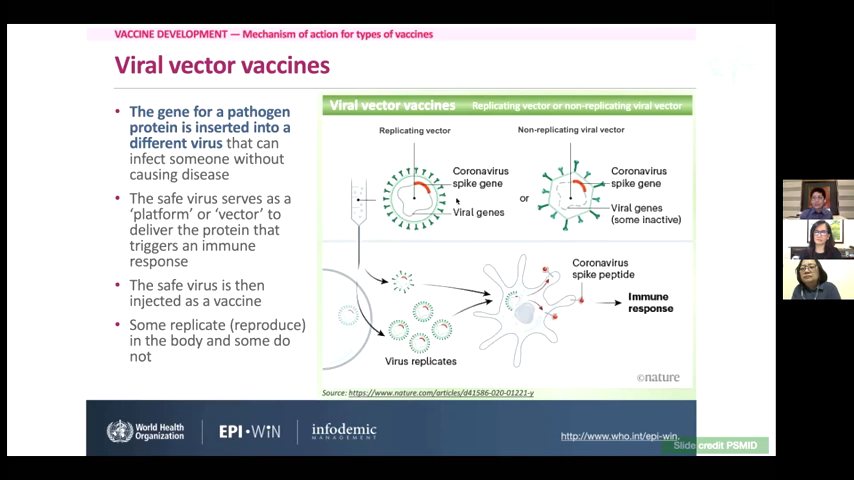 VACCINE DEVELOPMENT — Mechanism of action for types of vaccines
Viral vector vaccines
• The gene for a pathogen
protein is inserted into a
different virus that can
infect someone without
causing disease
• The safe virus serves as a
‘platform’ or ‘vector’ to
deliver the protein that
triggers an immune
response
• The safe virus is then
injected as a vaccine
• Some replicate (reproduce)
in the body and some do
not
Viral vector vaccines Replicating vector or non-replicating viral vector
Replicating vector
Coronavirus
spike gene
Viral genes
or
Non-replicating viral vector
Coronavirus
spike gene
Viral genes
(some inactive)
Virus replicates
Coronavirus
spike peptide
Immune
response
©nature
Source: https://www.nature.com/articles/d41586-020-01221-y
World Health
Organization
EPI•WIN
infodemic
MANAGEMENT
http://www.who.int/epi-win.
Slide credit PSMID